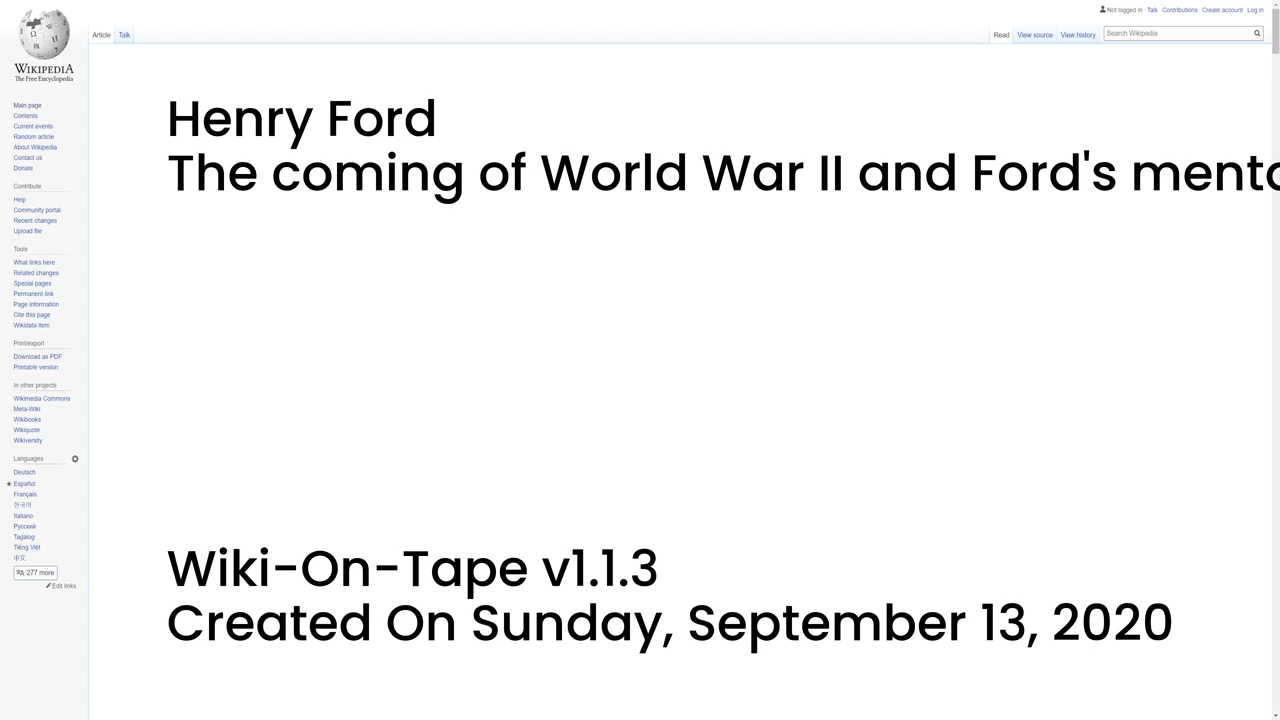 Not logged in Talk Contributions Create account Log in
Article Talk Read View source View history Search Wikipedia
WIKIPEDIA
The Free Encyclopedia
Main page
Contents
Current events
Random article
About Wikipedia
Contact us
Donate
Contribute
Help
Community portal
Recent changes
Upload file
Tools
What links here
Related changes
Special pages
Permanent link
Page information
Cite this page
Wikidata item
Print/export
Download as PDF
Printable version
In other projects
Wikimedia Commons
Meta-Wiki
Wikibooks
Wikiquote
Wikiversity
Languages
Deutsch
Español
Français
한국어
Italiano
Русский
Tagalog
Tiếng Việt
中文
277 more
Edit links
Henry Ford
The coming of World War II and Ford's
Wiki-On-Tape v1.1.3
Created On Sunday, September 13, 2020